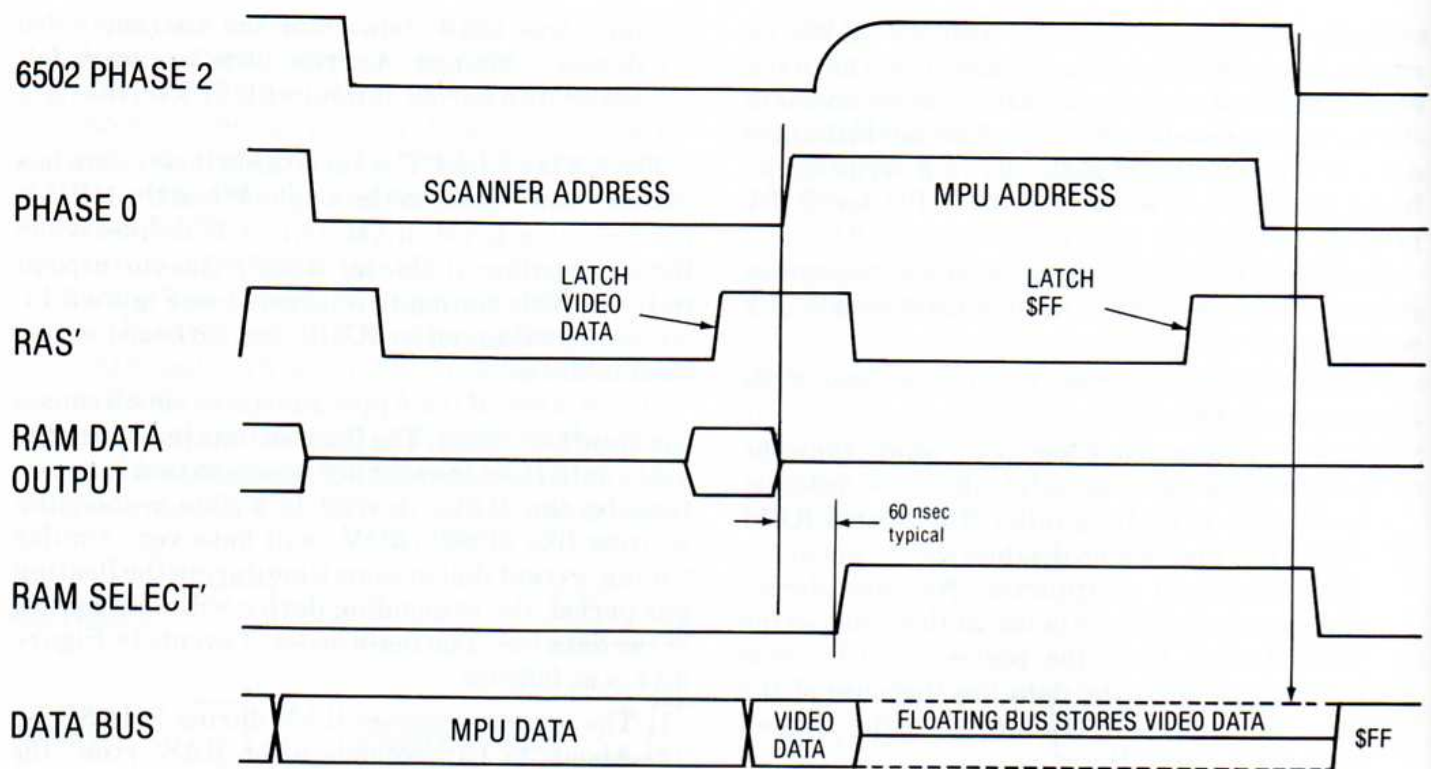 6502 PHASE 2
PHASE 0
SCANNER ADDRESS
MPU ADDRESS
RAS'
LATCH
VIDEO
DATA
LATCH
$FF
RAM DATA
OUTPUT
60 nsec
typical
RAM SELECT'
DATA BUS
MPU DATA
VIDEO
DATA
FLOATING BUS STORES VIDEO DATA
$FF